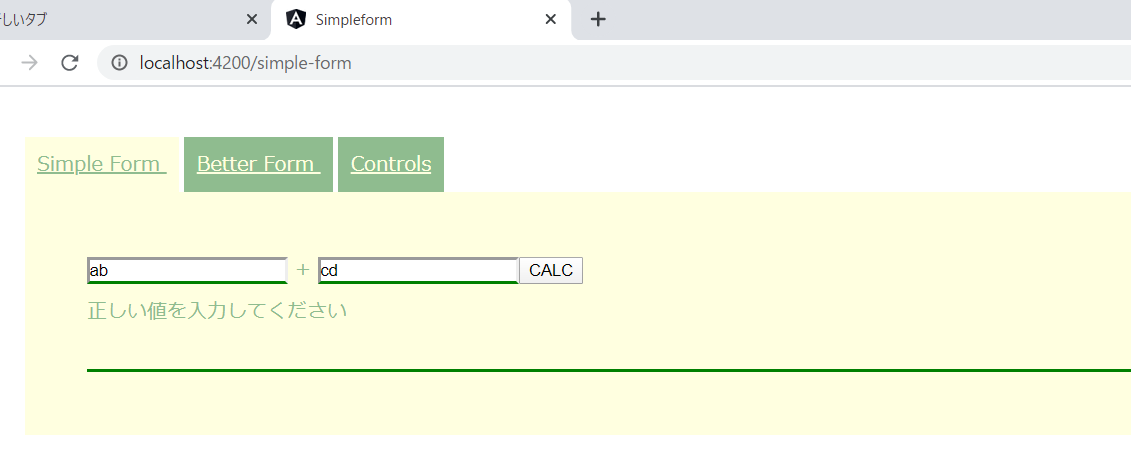 しいタブ
Simpleform
localhost:4200/simple-form
Simple Form Better Form Controls
ab + cd CALC
正しい値を入力してください